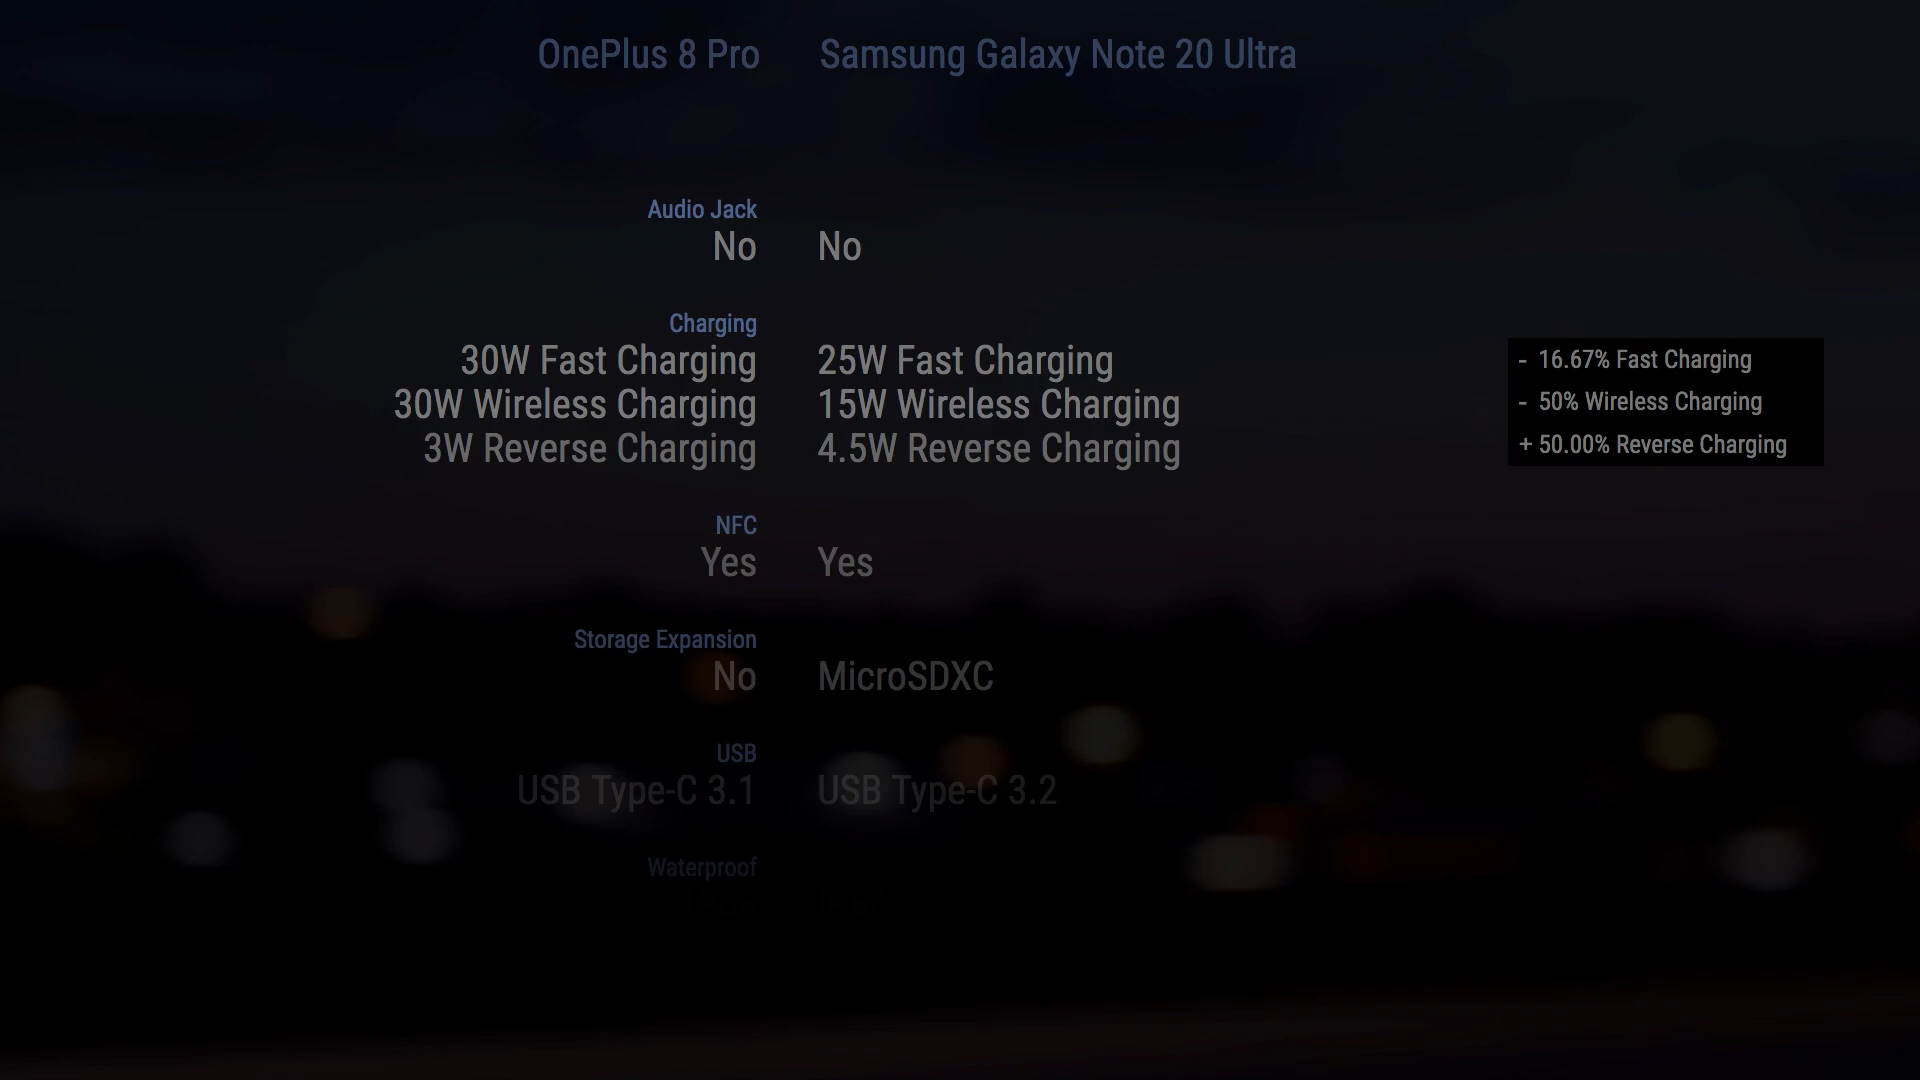 OnePlus 8 Pro Samsung Galaxy Note 20 Ultra
Audio Jack
No No
Charging
30W Fast Charging 25W Fast Charging - 16.67% Fast Charging
30W Wireless Charging 15W Wireless Charging - 50% Wireless Charging
3W Reverse Charging 4.5W Reverse Charging + 50.00% Reverse Charging
NFC
Yes Yes
Storage Expansion
No MicroSDXC
USB
USB Type-C 3.1 USB Type-C 3.2
Waterproof